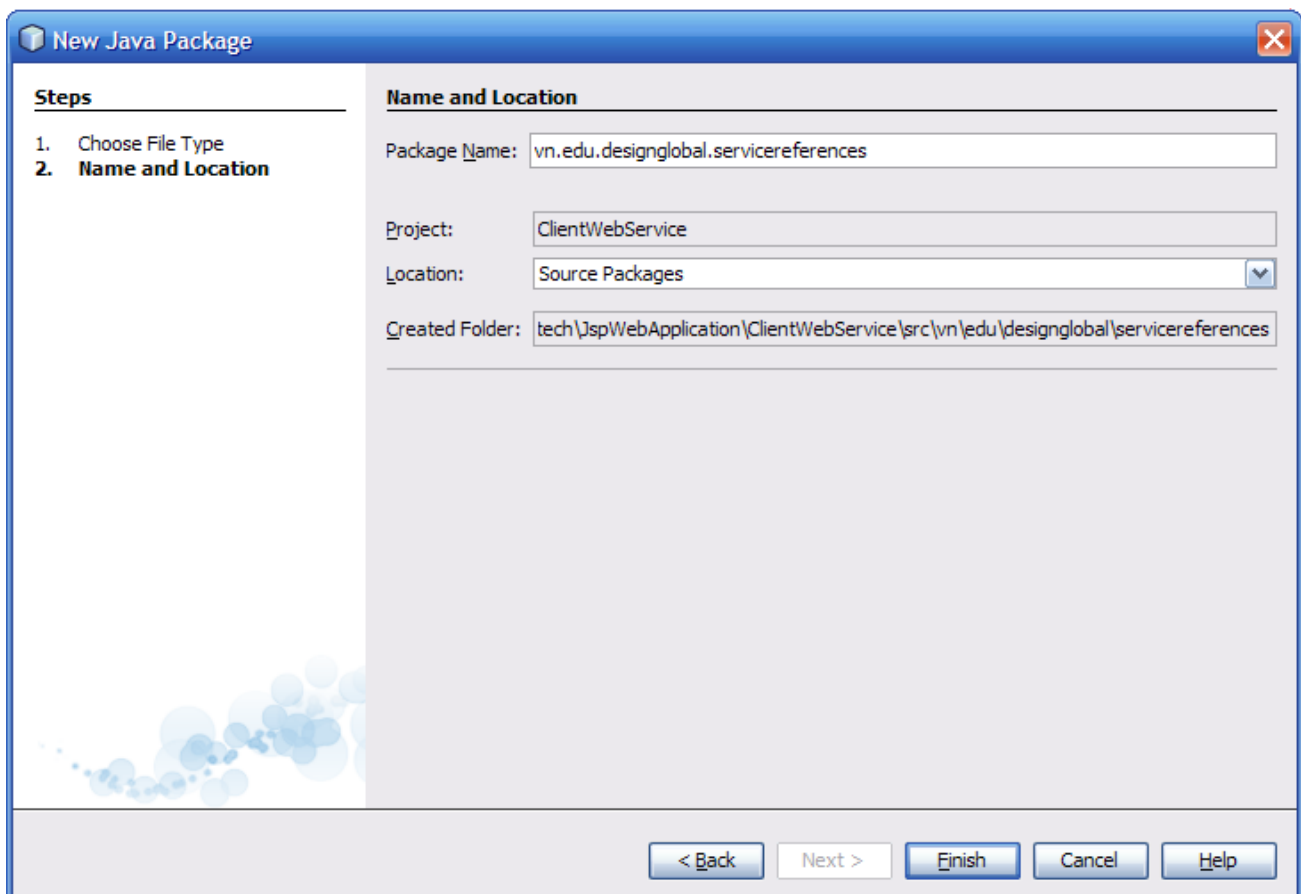 New Java Package
Steps
1. Choose File Type
2. Name and Location
Name and Location
Package Name: vn.edu.designglobal.servicereferences
Project: ClientWebService
Location: Source Packages
Created Folder: tech\JspWebApplication\ClientWebService\src\vn\edu\designglobal\servicereferences
< Back Next > Finish Cancel Help